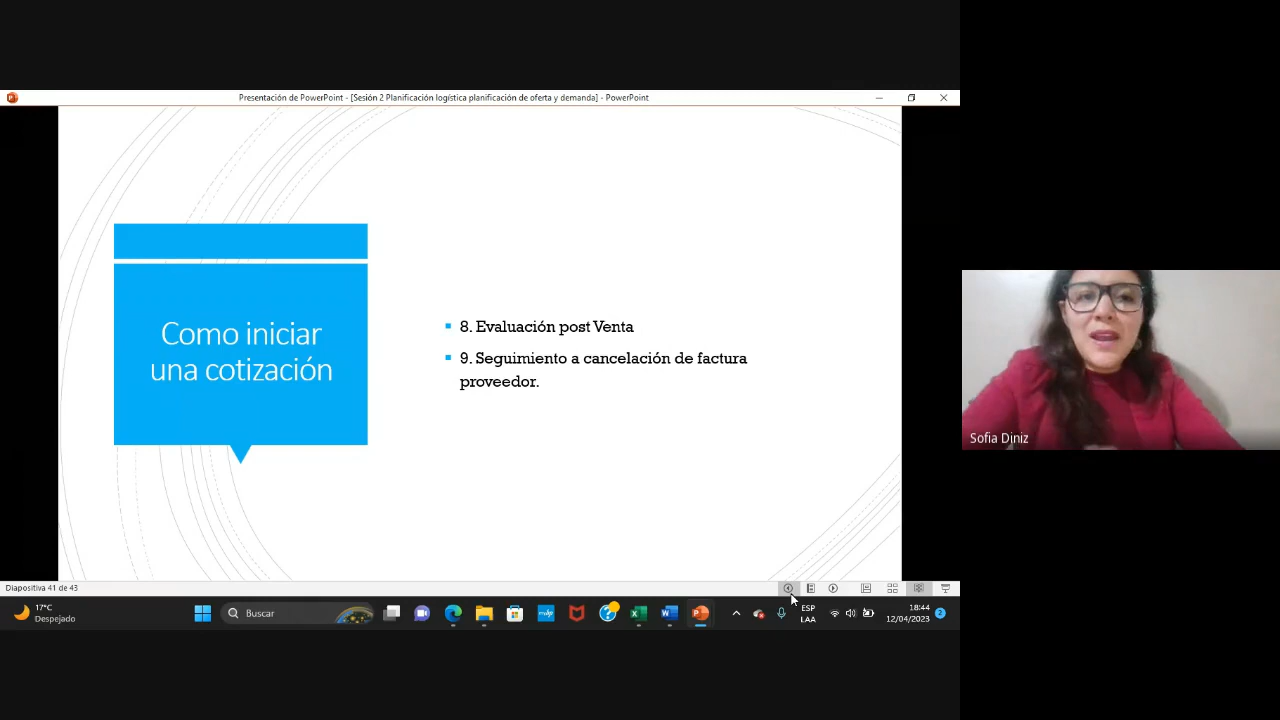 Presentación de PowerPoint - [Sesión 2 Planificación logística planificación de oferta y demanda] - PowerPoint
Como iniciar
una cotización
8. Evaluación post Venta
9. Seguimiento a cancelación de factura
proveedor.
Sofia Diniz
Diapositiva 41 de 43
17°C
Despejado
Buscar
ESP
LAA
18:44
12/04/2023
2